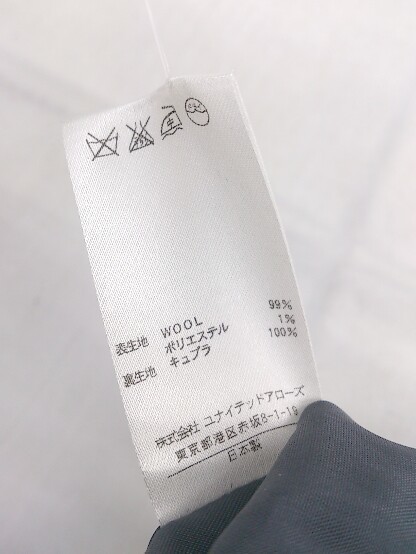 表生地 WOOL 99%
ポリエステル 1%
裏生地 キュプラ 100%
株式会社 ユナイテッドアローズ
東京都港区赤坂8-1-19
日本製